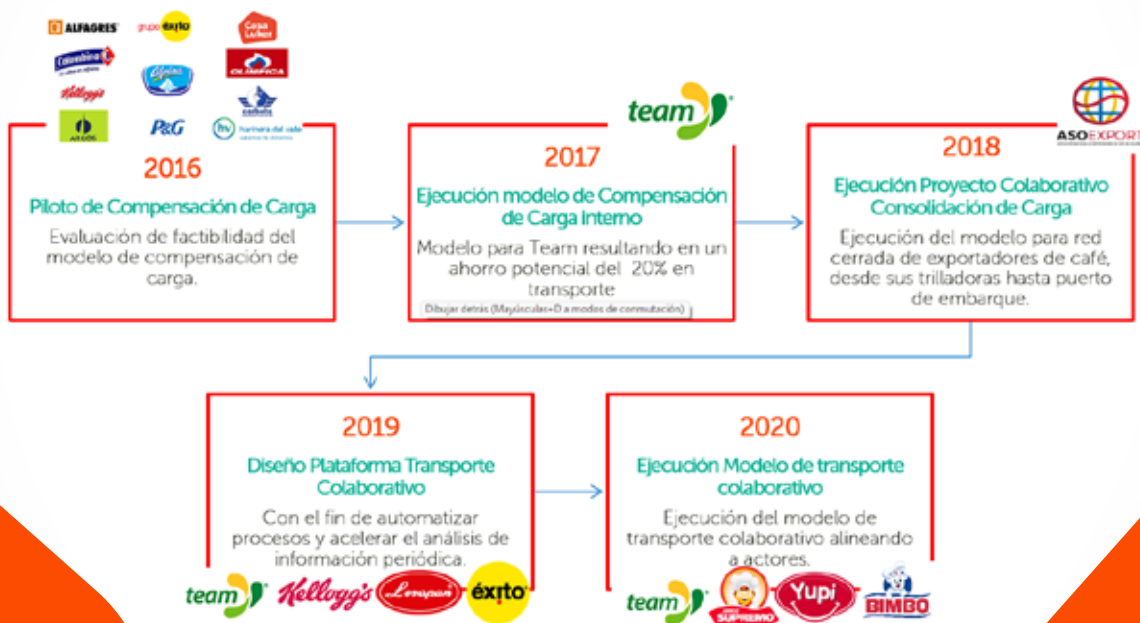 ALFAGRES
grupo éxito
Casa
Luker
Colombina
Alpina
OLIMPICA
Kellogg's
ARGOS
P&G
harinera del valle
2016
Piloto de Compensación de Carga
Evaluación de factibilidad del
modelo de compensación de
carga.
team
2017
Ejecución modelo de Compensación
de Carga interno
Modelo para Team resultando en un
ahorro potencial del 20% en
transporte
Dibujar detrás (Mayúsculas+D a modos de conmutación)
ASOEXPORT
2018
Ejecución Proyecto Colaborativo
Consolidación de Carga
Ejecución del modelo para red
cerrada de exportadores de café,
desde sus trilladoras hasta puerto
de embarque.
2019
Diseño Plataforma Transporte
Colaborativo
Con el fin de automatizar
procesos y acelerar el análisis de
información periódica.
team
Kellogg's
Levapan
éxito
2020
Ejecución Modelo de transporte
colaborativo
Ejecución del modelo de
transporte colaborativo alineando
a actores.
team
SUPREMO
Yupi
BIMBO